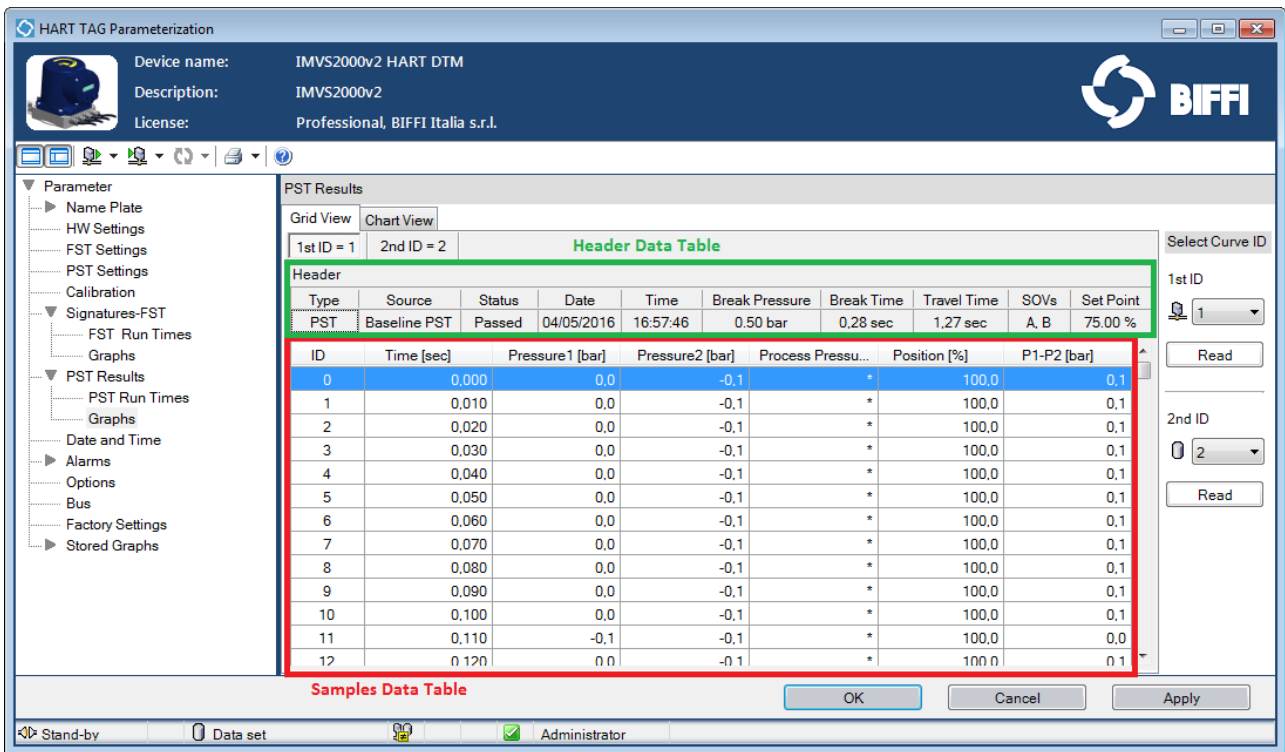 HART TAG Parameterization
Device name: IMVS2000v2 HART DTM
Description: IMVS2000v2
License: Professional, BIFFI Italia s.r.l.
BIFFI
Parameter
Name Plate
HW Settings
FST Settings
PST Settings
Calibration
Signatures-FST
FST Run Times
Graphs
PST Results
PST Run Times
Graphs
Date and Time
Alarms
Options
Bus
Factory Settings
Stored Graphs
PST Results
Grid View Chart View
1st ID = 1 2nd ID = 2 Header Data Table
Header
Type Source Status Date Time Break Pressure Break Time Travel Time SOVs Set Point
PST Baseline PST Passed 04/05/2016 16:57:46 0.50 bar 0,28 sec 1,27 sec A, B 75.00 %
ID Time [sec] Pressure1 [bar] Pressure2 [bar] Process Pressu... Position [%] P1-P2 [bar]
0 0,000 0,0 -0,1 * 100,0 0,1
1 0,010 0,0 -0,1 * 100,0 0,1
2 0,020 0,0 -0,1 * 100,0 0,1
3 0,030 0,0 -0,1 * 100,0 0,1
4 0,040 0,0 -0,1 * 100,0 0,1
5 0,050 0,0 -0,1 * 100,0 0,1
6 0,060 0,0 -0,1 * 100,0 0,1
7 0,070 0,0 -0,1 * 100,0 0,1
8 0,080 0,0 -0,1 * 100,0 0,1
9 0,090 0,0 -0,1 * 100,0 0,1
10 0,100 0,0 -0,1 * 100,0 0,1
11 0,110 -0,1 -0,1 * 100,0 0,0
12 0,120 0,0 -0,1 * 100,0 0,1
Samples Data Table
Select Curve ID
1st ID
1
Read
2nd ID
2
Read
OK Cancel Apply
Stand-by Data set Administrator